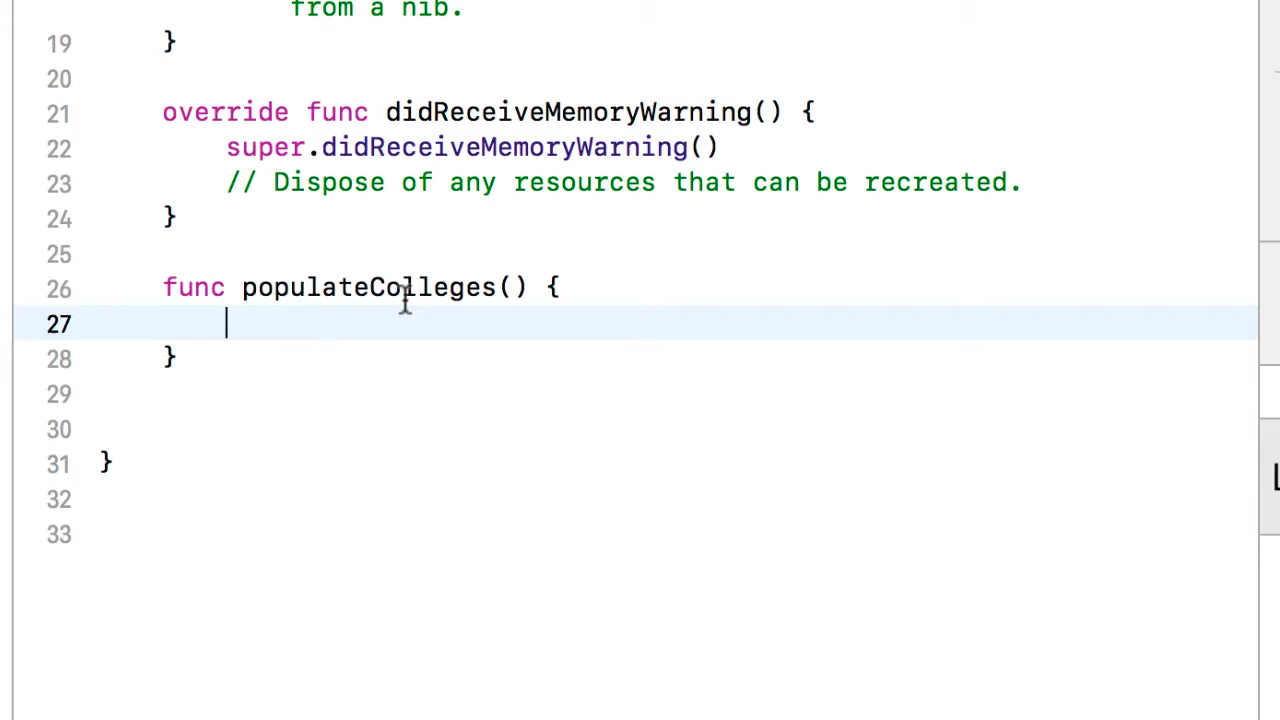 from a nib.
19 }
20
21 override func didReceiveMemoryWarning() {
22 super.didReceiveMemoryWarning()
23 // Dispose of any resources that can be recreated.
24 }
25
26 func populateColleges() {
27
28 }
29
30
31 }
32
33